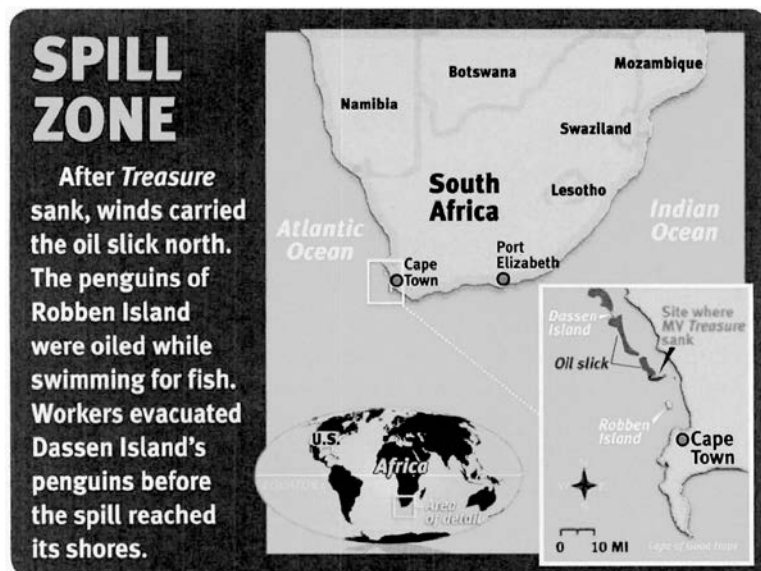 SPILL
ZONE
After Treasure
sank, winds carried
the oil slick north.
The penguins of
Robben Island
were oiled while
swimming for fish.
Workers evacuated
Dassen Island's
penguins before
the spill reached
its shores.
Mozambique
Botswana
Namibia
Swaziland
South
Africa
Lesotho
Atlantic
Ocean
Indian
Ocean
Cape
Town
Port
Elizabeth
Dassen
Island
Site where
MV Treasure
sank
Oil slick
Robben
Island
Cape
Town
N
0 10 MI
Cape of Good Hope
U.S.
Africa
EQUATOR
Area
of detail